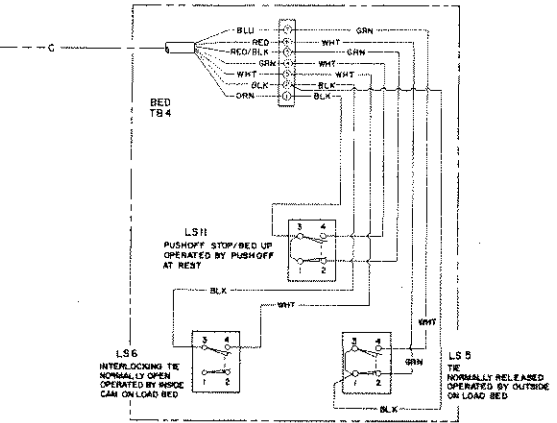 BLU GRN
RED WHT
C RED/BLK GRN
GRN WHT
WHT WHT
BLK BLK
ORN BLK
BED
TB 4
LS11
PUSHOFF STOP/BED UP
OPERATED BY PUSHOFF
AT REST
3 4
1 2
BLK
WHT
LS6
INTERLOCKING TIE
NORMALLY OPEN
OPERATED BY INSIDE
CAM ON LOAD BED
3 4
1 2
WHT
GRN
3 4
1 2
LS 5
TIE
NORMALLY RELEASED
OPERATED BY OUTSIDE
ON LOAD BED
BLK